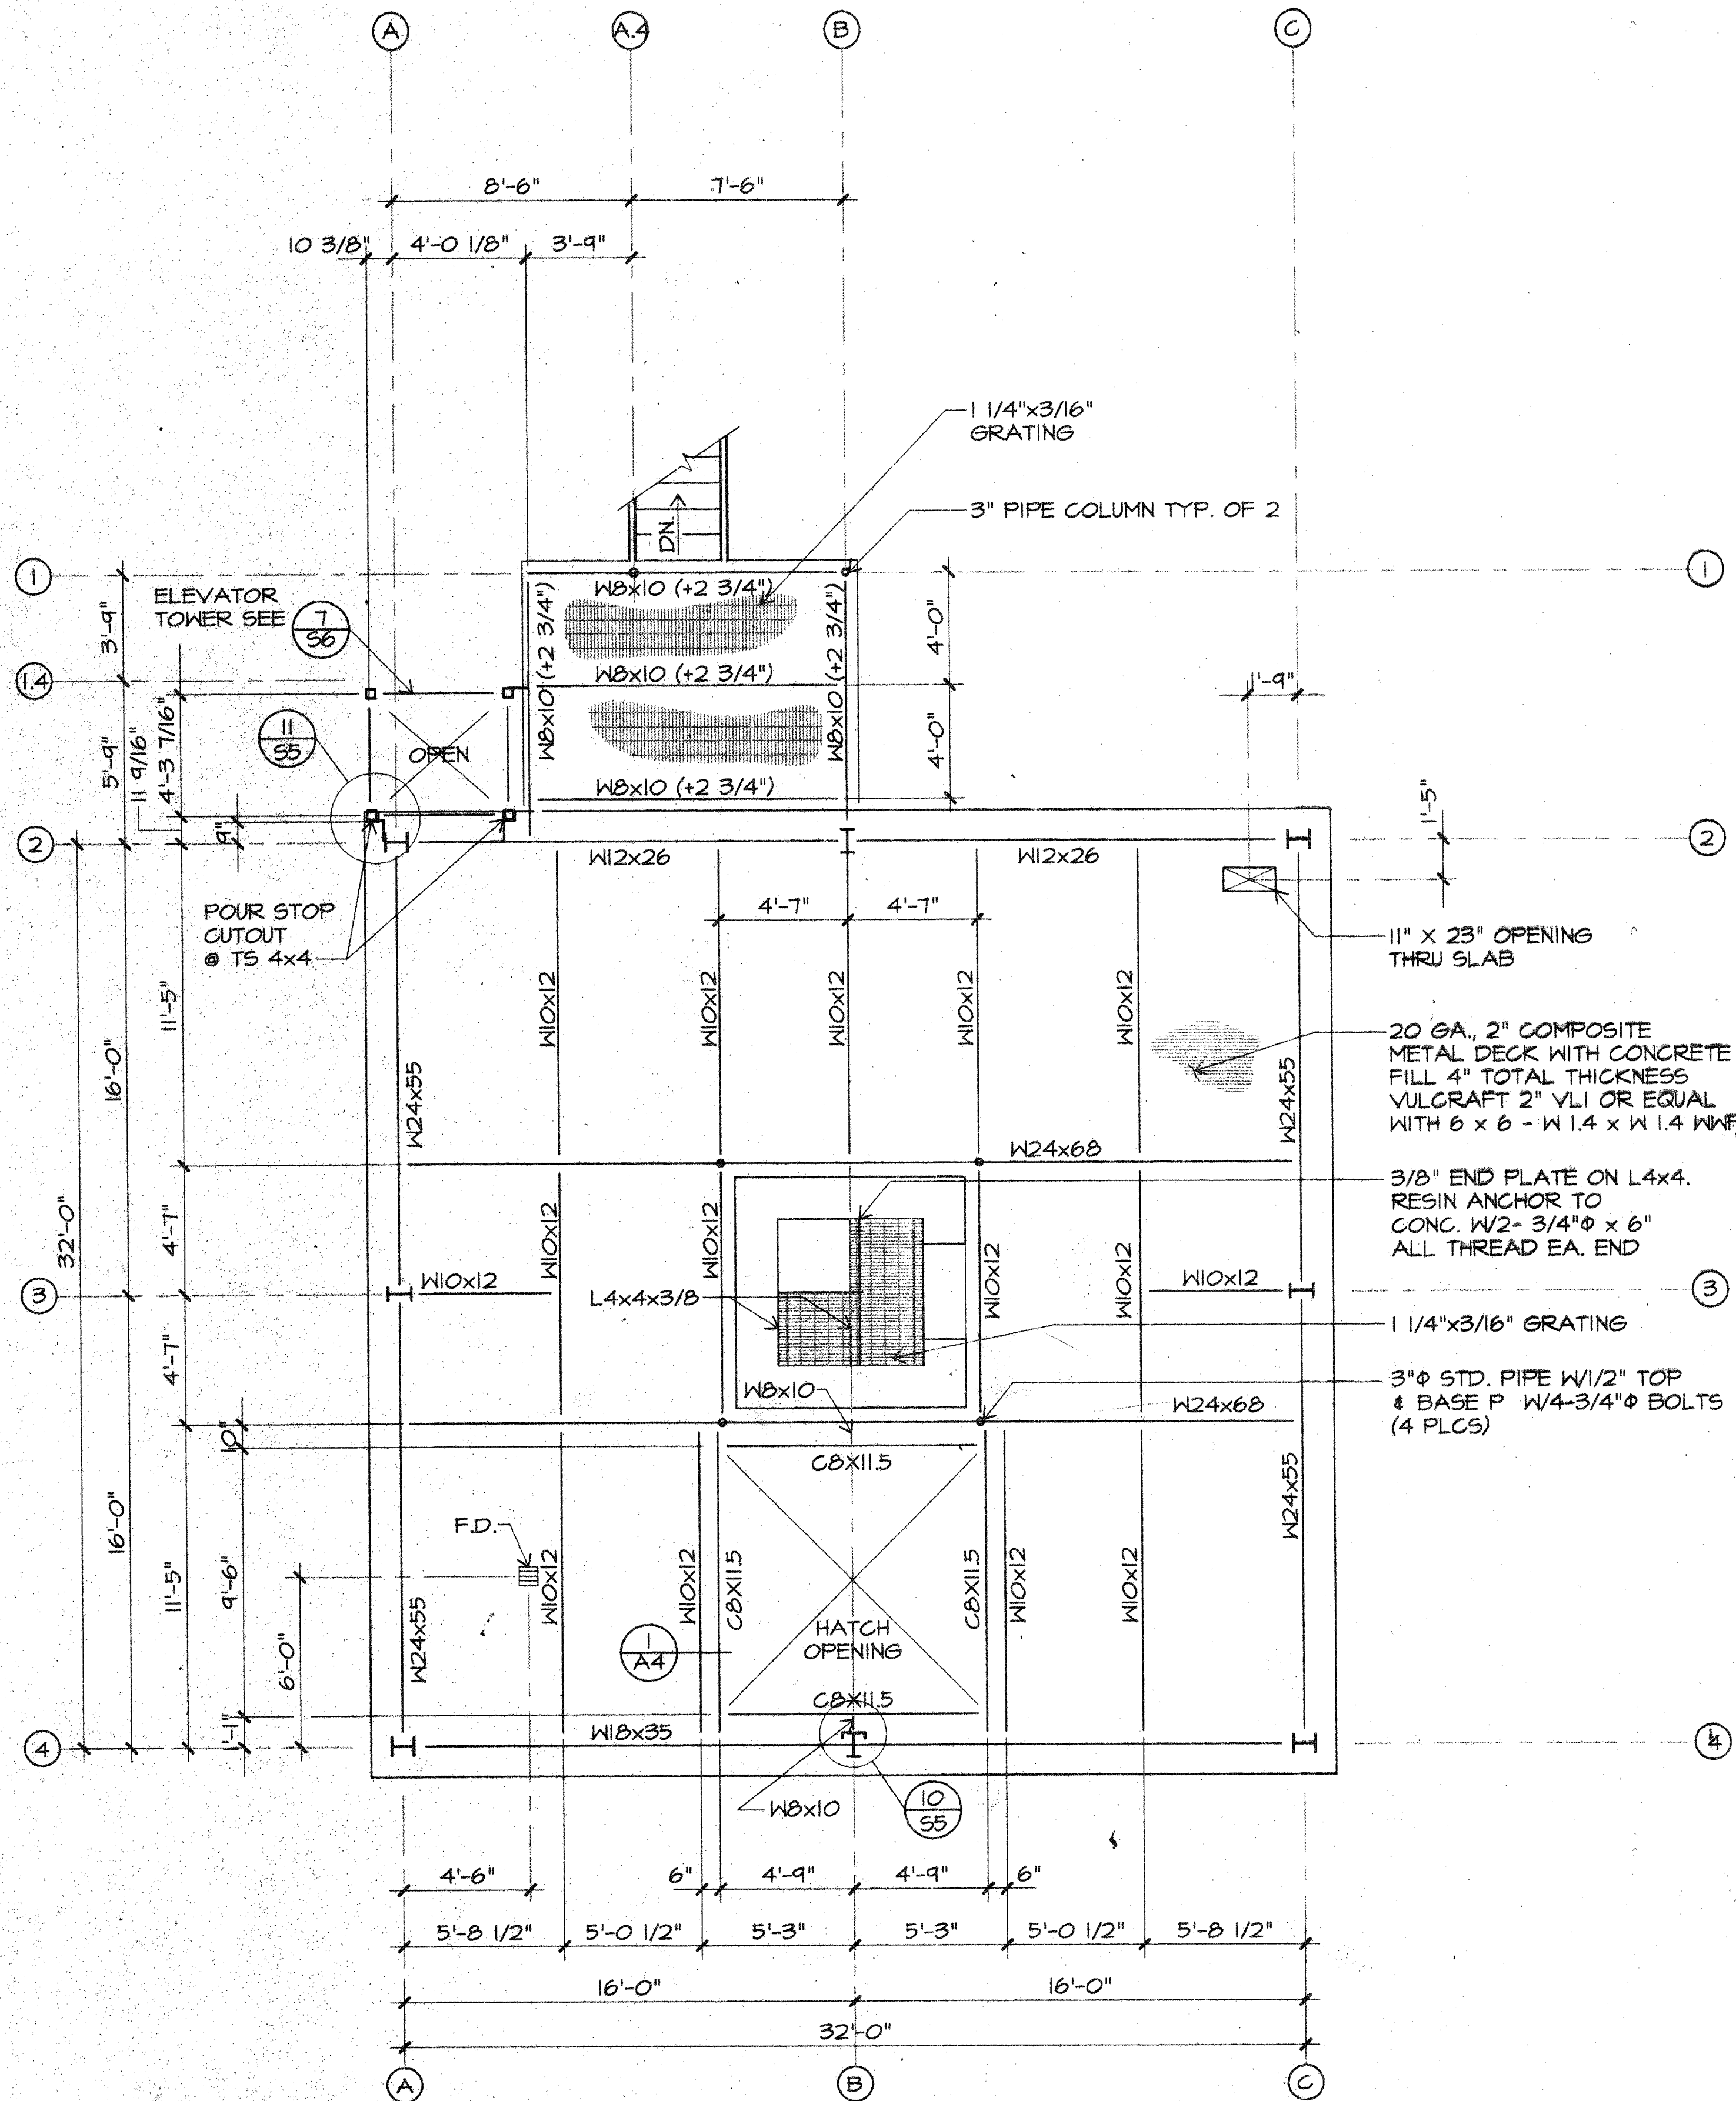 A
A.4
B
C
8'-6"
7'-6"
10 3/8"
4'-0 1/8"
3'-9"
1 1/4"x3/16"
GRATING
3" PIPE COLUMN TYP. OF 2
DN.
1
1
ELEVATOR
TOWER SEE
7
S6
W8x10 (+2 3/4")
W8x10 (+2 3/4")
W8x10 (+2 3/4")
W8x10 (+2 3/4")
W8x10 (+2 3/4")
4'-0"
4'-0"
3'-9"
1.4
5'-9"
11 9/16"
4'-3 7/16"
9"
11
S5
OPEN
1'-9"
1'-5"
2
2
W12x26
W12x26
POUR STOP
CUTOUT
@ TS 4x4
4'-7"
4'-7"
11" X 23" OPENING
THRU SLAB
W10x12
W10x12
W10x12
W10x12
W10x12
11'-5"
16'-0"
W24x55
W24x55
20 GA., 2" COMPOSITE
METAL DECK WITH CONCRETE
FILL 4" TOTAL THICKNESS
VULCRAFT 2" VLI OR EQUAL
WITH 6 x 6 - W 1.4 x W 1.4 WWF
W24x68
3/8" END PLATE ON L4x4.
RESIN ANCHOR TO
CONC. W/2- 3/4"Φ x 6"
ALL THREAD EA. END
32'-0"
4'-7"
W10x12
W10x12
W10x12
W10x12
3
W10x12
W10x12
3
L4x4x3/8
1 1/4"x3/16" GRATING
4'-7"
W8x10
3"Φ STD. PIPE W/1/2" TOP
& BASE P W/4-3/4"Φ BOLTS
(4 PLCS)
W24x68
10"
C8X11.5
W24x55
16'-0"
F.D.
11'-5"
9'-6"
W10x12
W10x12
C8X11.5
C8X11.5
W10x12
W10x12
W24x55
6'-0"
1
A4
HATCH
OPENING
C8X11.5
1'-1"
W18x35
4
4
W8x10
10
S5
4'-6"
6"
4'-9"
4'-9"
6"
5'-8 1/2"
5'-0 1/2"
5'-3"
5'-3"
5'-0 1/2"
5'-8 1/2"
16'-0"
16'-0"
32'-0"
A
B
C